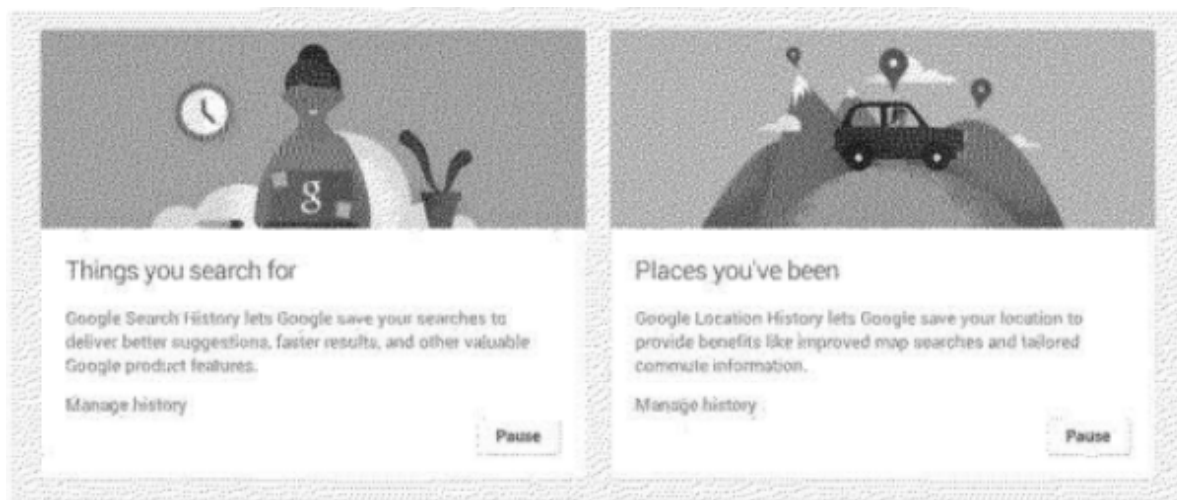 g
Things you search for
Google Search History lets Google save your searches to
deliver better suggestions, faster results, and other valuable
Google product features.
Manage history
Pause
Places you've been
Google Location History lets Google save your location to
provide benefits like improved map searches and tailored
commute information.
Manage history
Pause